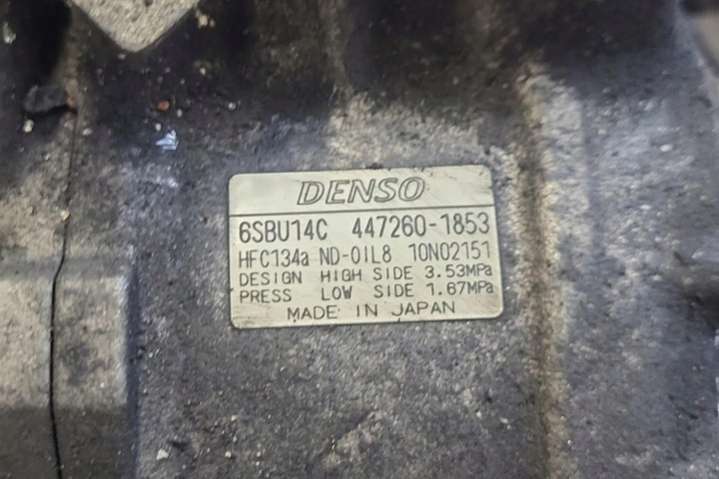 DENSO
6SBU14C 447260-1853
HFC134a ND-OIL8 10N02151
DESIGN HIGH SIDE 3.53MPa
PRESS LOW SIDE 1.67MPa
MADE IN JAPAN